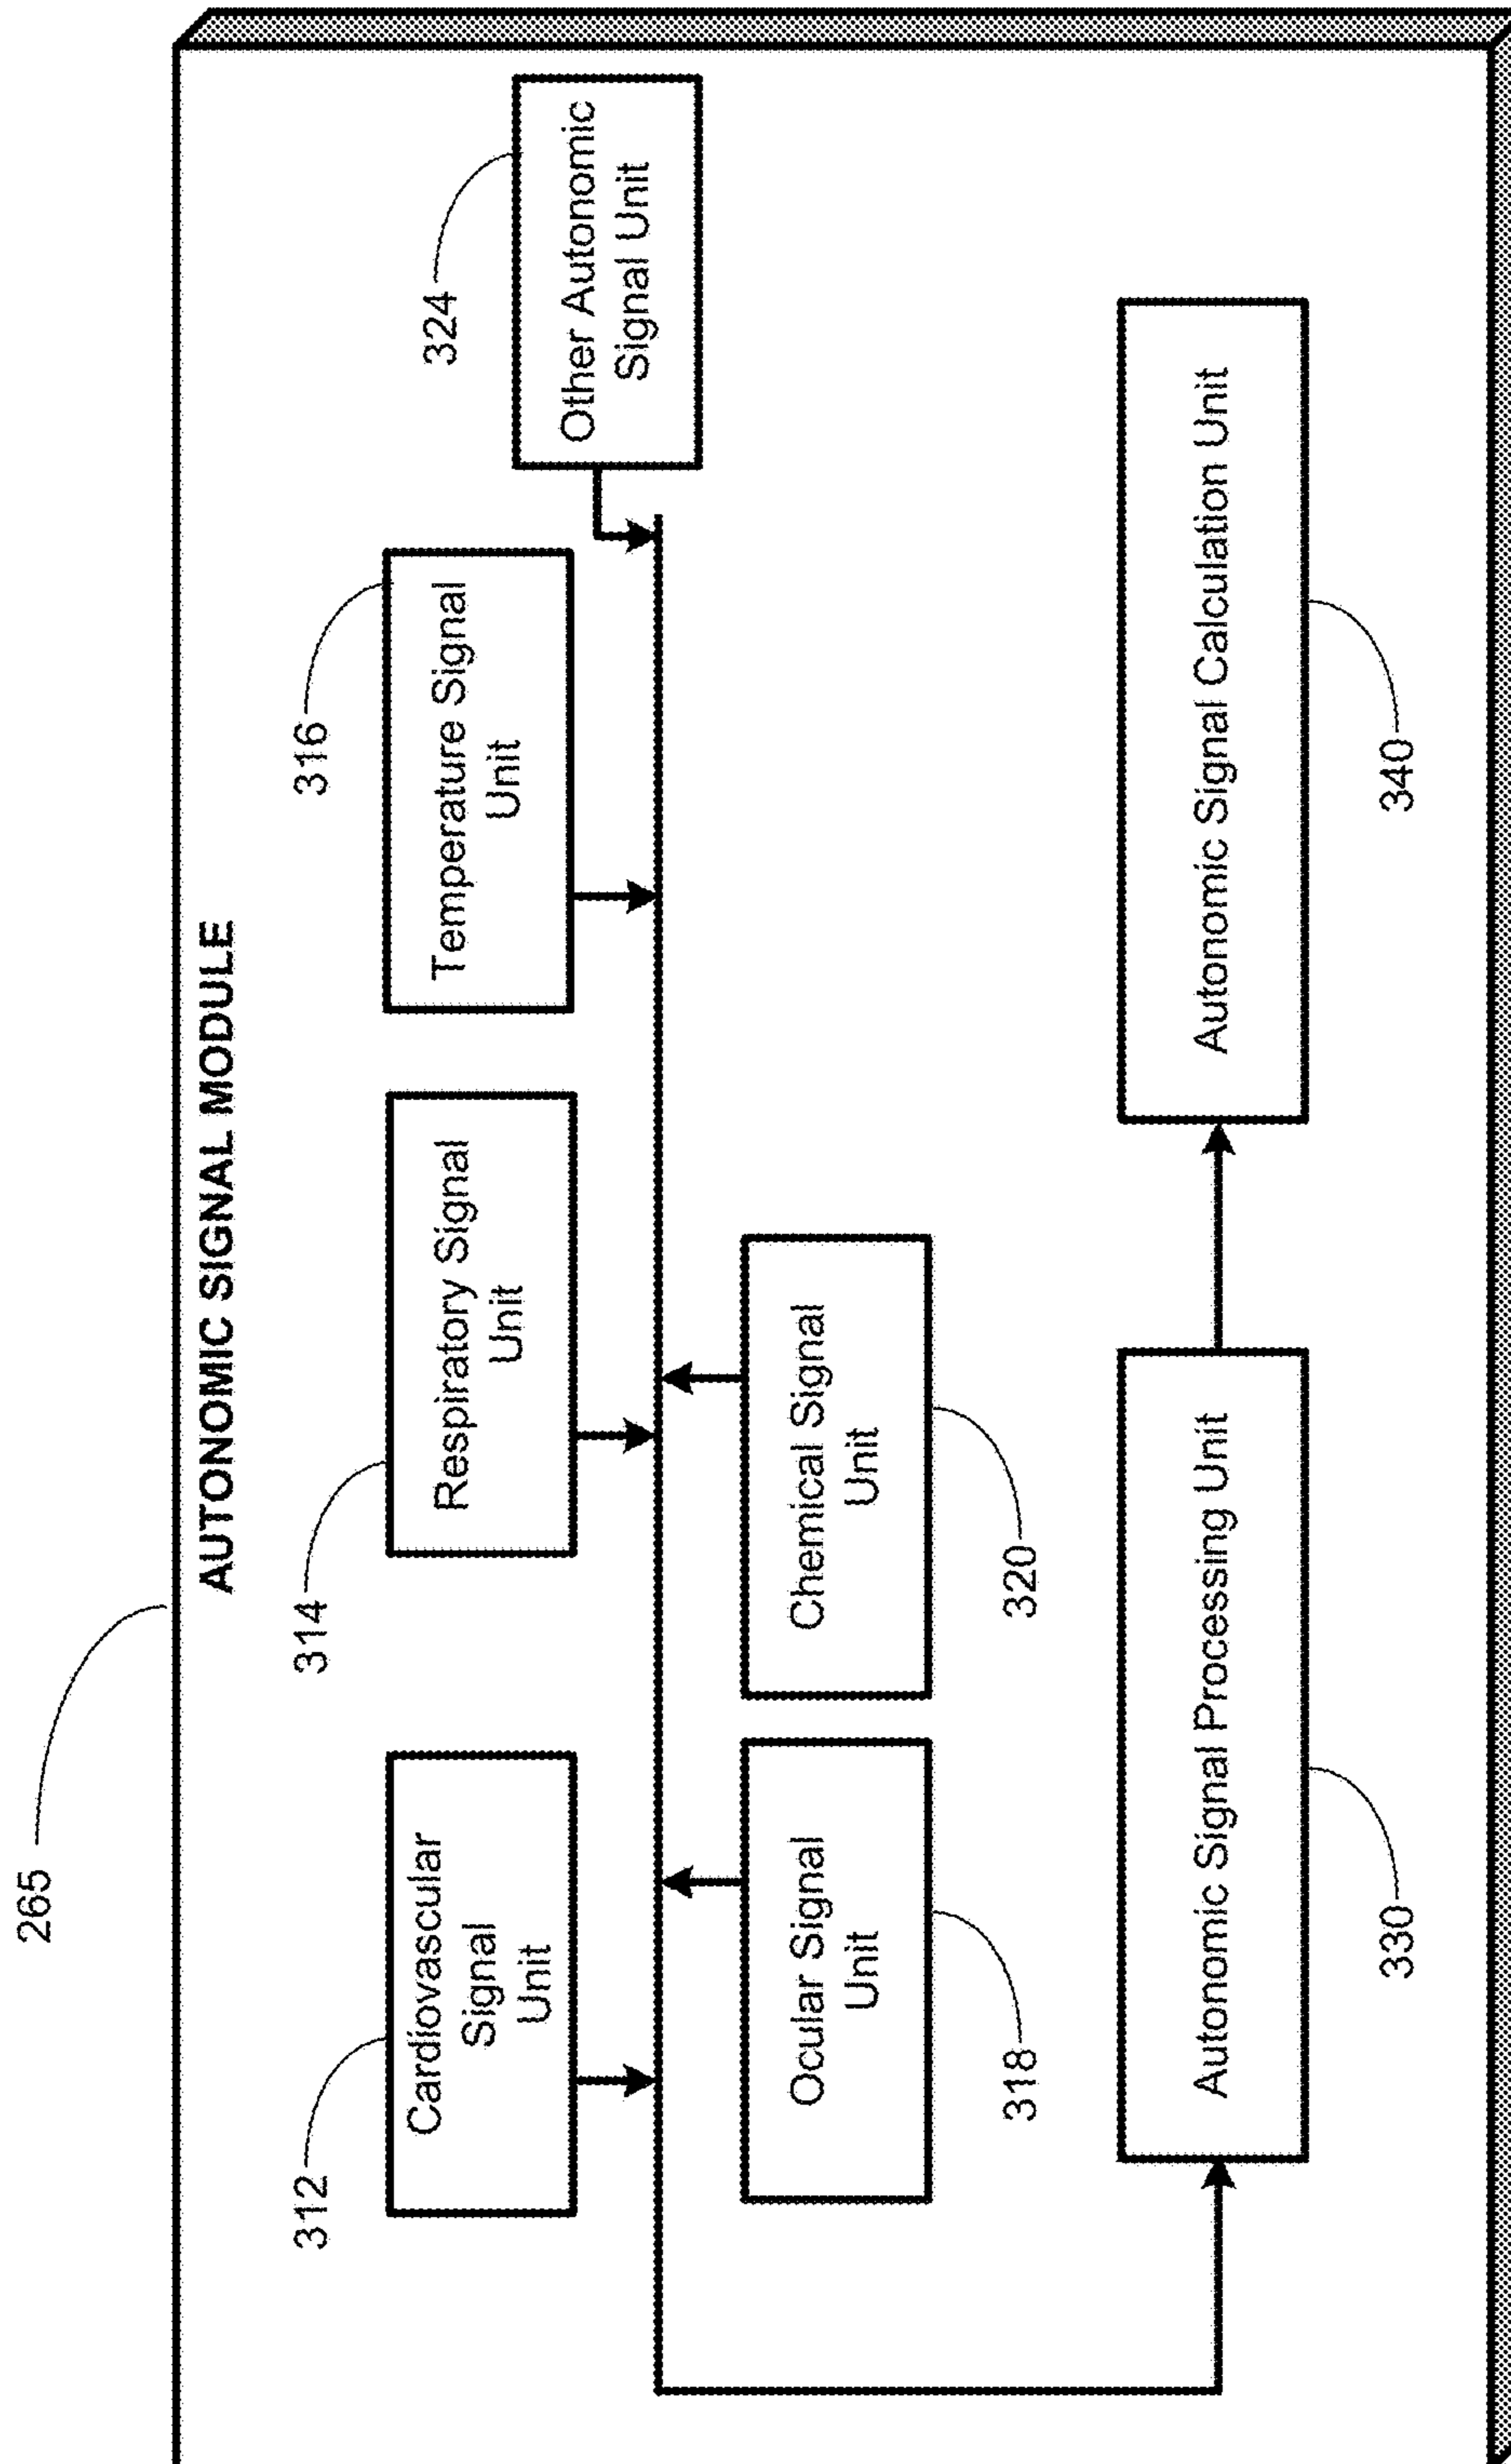 265
AUTONOMIC SIGNAL MODULE
312
Cardiovascular
Signal
Unit
314
Respiratory Signal
Unit
316
Temperature Signal
Unit
324
Other Autonomic
Signal Unit
Ocular Signal
Unit
318
Chemical Signal
Unit
320
Autonomic Signal Processing Unit
330
Autonomic Signal Calculation Unit
340